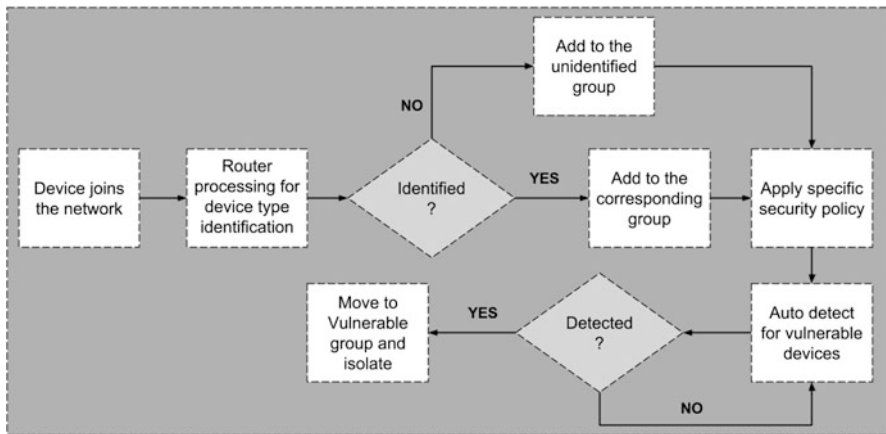 Add to the
unidentified
group
NO
Device joins
the network
Router
processing for
device type
identification
Identified
?
YES
Add to the
corresponding
group
Apply specific
security policy
Move to
Vulnerable
group and
isolate
YES
Detected
?
Auto detect
for vulnerable
devices
NO